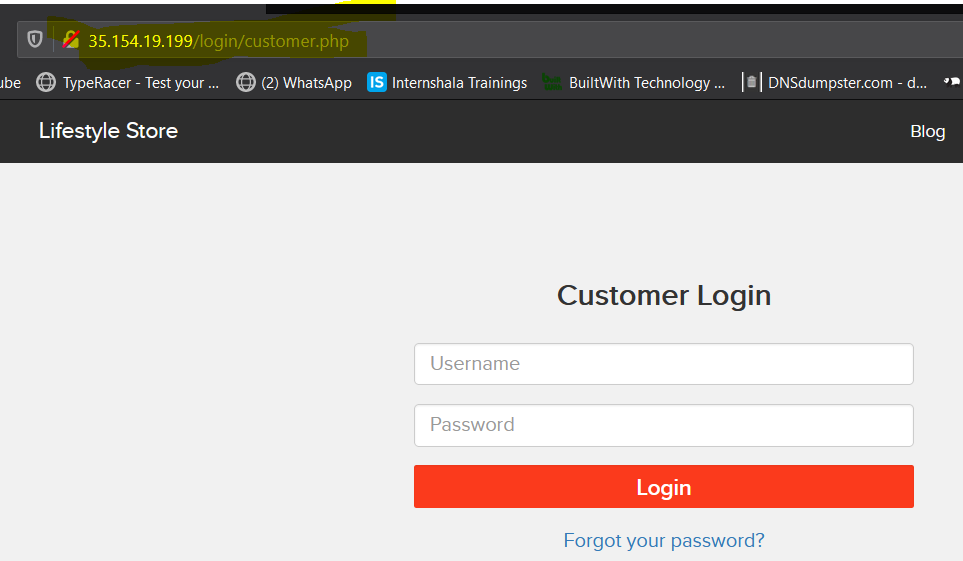 35.154.19.199/login/customer.php
ube TypeRacer - Test your ... (2) WhatsApp IS Internshala Trainings BuiltWith Technology ... DNSdumpster.com - d...
Lifestyle Store Blog
Customer Login
Username
Password
Login
Forgot your password?